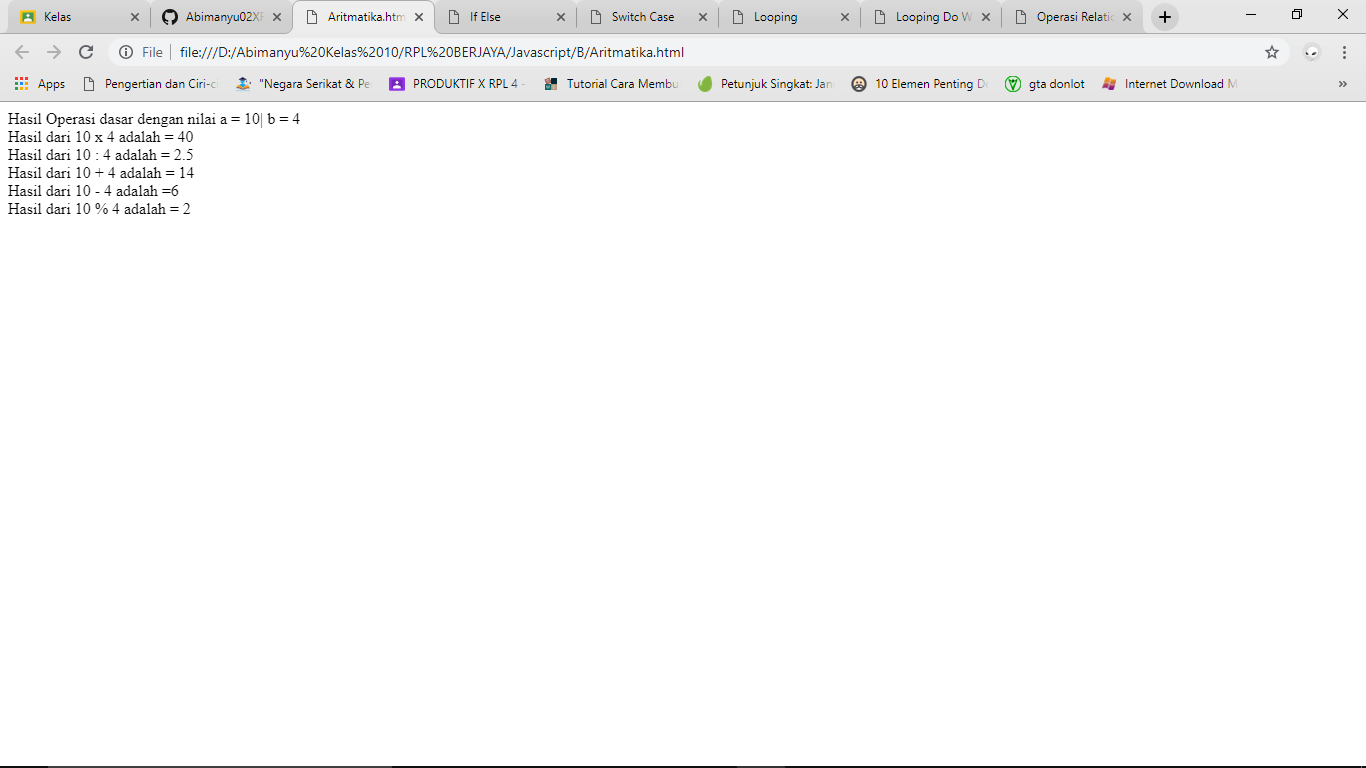 Kelas Abimanyu02XR Aritmatika.htm If Else Switch Case Looping Looping Do W Operasi Relatio
File file:///D:/Abimanyu%20Kelas%2010/RPL%20BERJAYA/Javascript/B/Aritmatika.html
Apps Pengertian dan Ciri-c "Negara Serikat & Pe PRODUKTIF X RPL 4 - Tutorial Cara Membu Petunjuk Singkat: Jan 10 Elemen Penting De gta donlot Internet Download M »
Hasil Operasi dasar dengan nilai a = 10| b = 4
Hasil dari 10 x 4 adalah = 40
Hasil dari 10 : 4 adalah = 2.5
Hasil dari 10 + 4 adalah = 14
Hasil dari 10 - 4 adalah =6
Hasil dari 10 % 4 adalah = 2